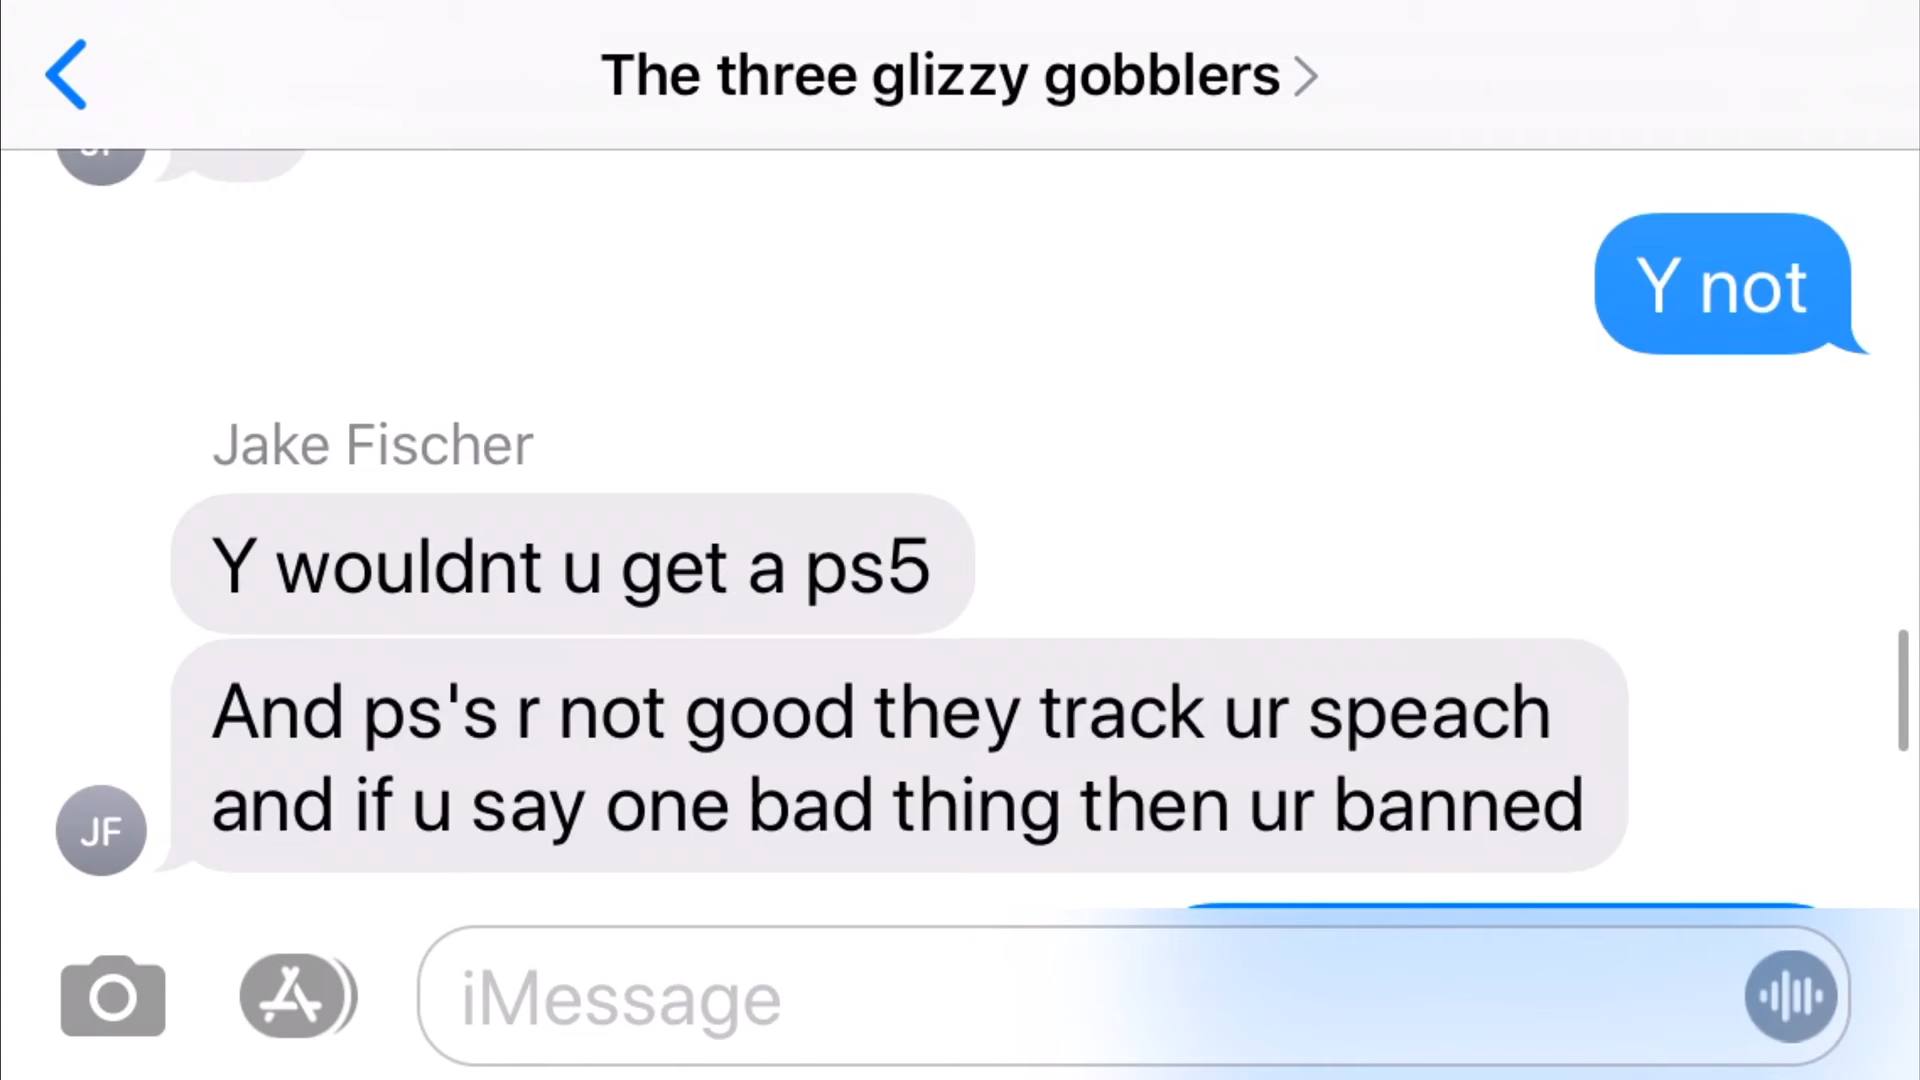 The three glizzy gobblers
Y not
Jake Fischer
Y wouldnt u get a ps5
And ps's r not good they track ur speach
and if u say one bad thing then ur banned
JF
iMessage